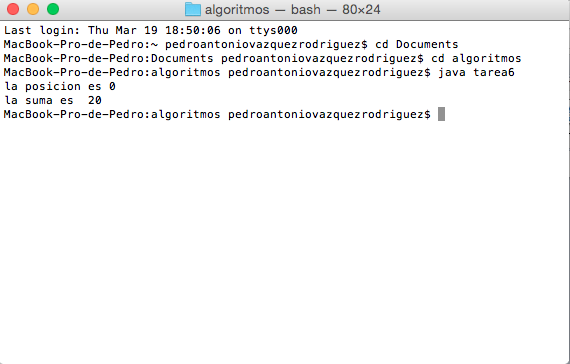 algoritmos — bash — 80×24
Last login: Thu Mar 19 18:50:06 on ttys000
MacBook-Pro-de-Pedro:~ pedroantoniovazquezrodriguez$ cd Documents
MacBook-Pro-de-Pedro:Documents pedroantoniovazquezrodriguez$ cd algoritmos
MacBook-Pro-de-Pedro:algoritmos pedroantoniovazquezrodriguez$ java tarea6
la posicion es 0
la suma es  20
MacBook-Pro-de-Pedro:algoritmos pedroantoniovazquezrodriguez$